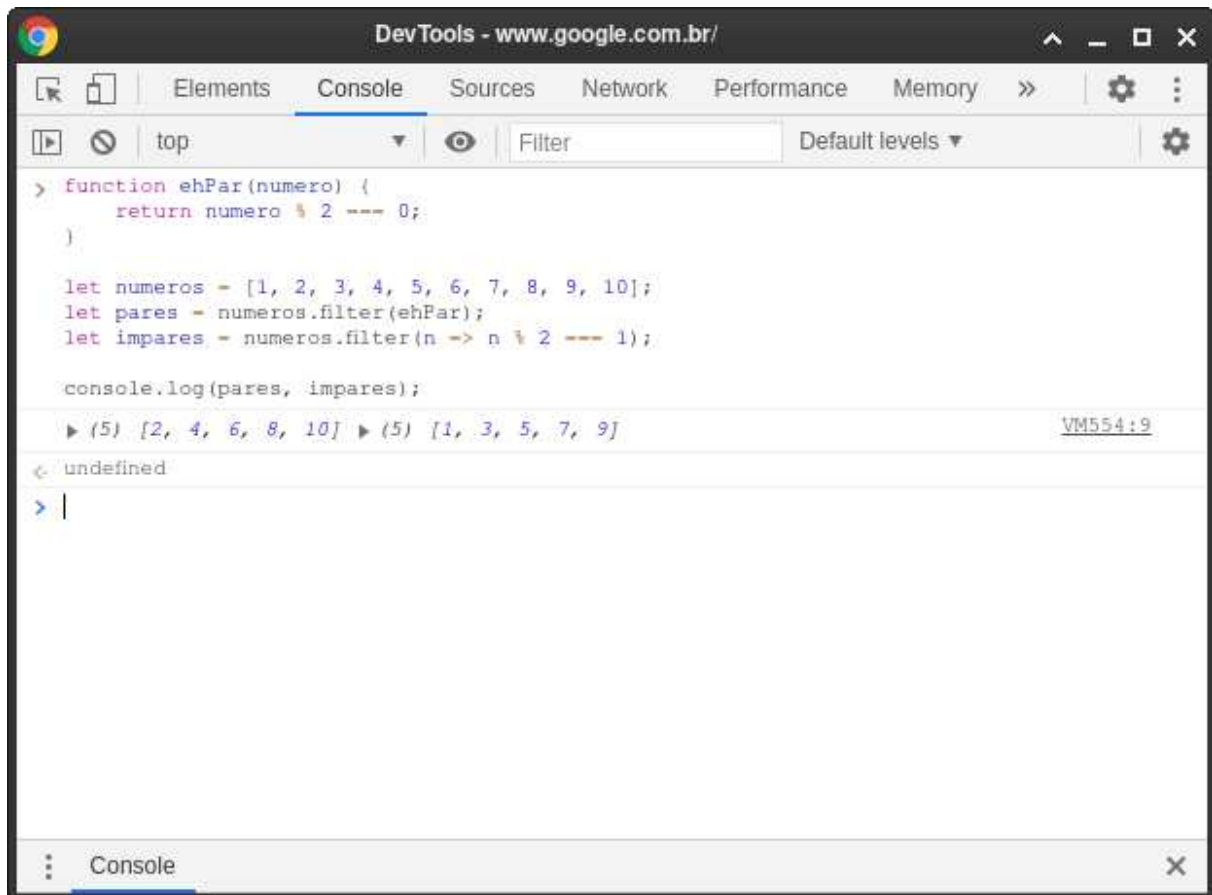 DevTools - www.google.com.br/
Elements Console Sources Network Performance Memory »
top Filter Default levels ▼
> function ehPar(numero) {
return numero % 2 === 0;
}
let numeros = [1, 2, 3, 4, 5, 6, 7, 8, 9, 10];
let pares = numeros.filter(ehPar);
let impares = numeros.filter(n => n % 2 === 1);
console.log(pares, impares);
▶ (5) [2, 4, 6, 8, 10] ▶ (5) [1, 3, 5, 7, 9] VM554:9
undefined
>
Console